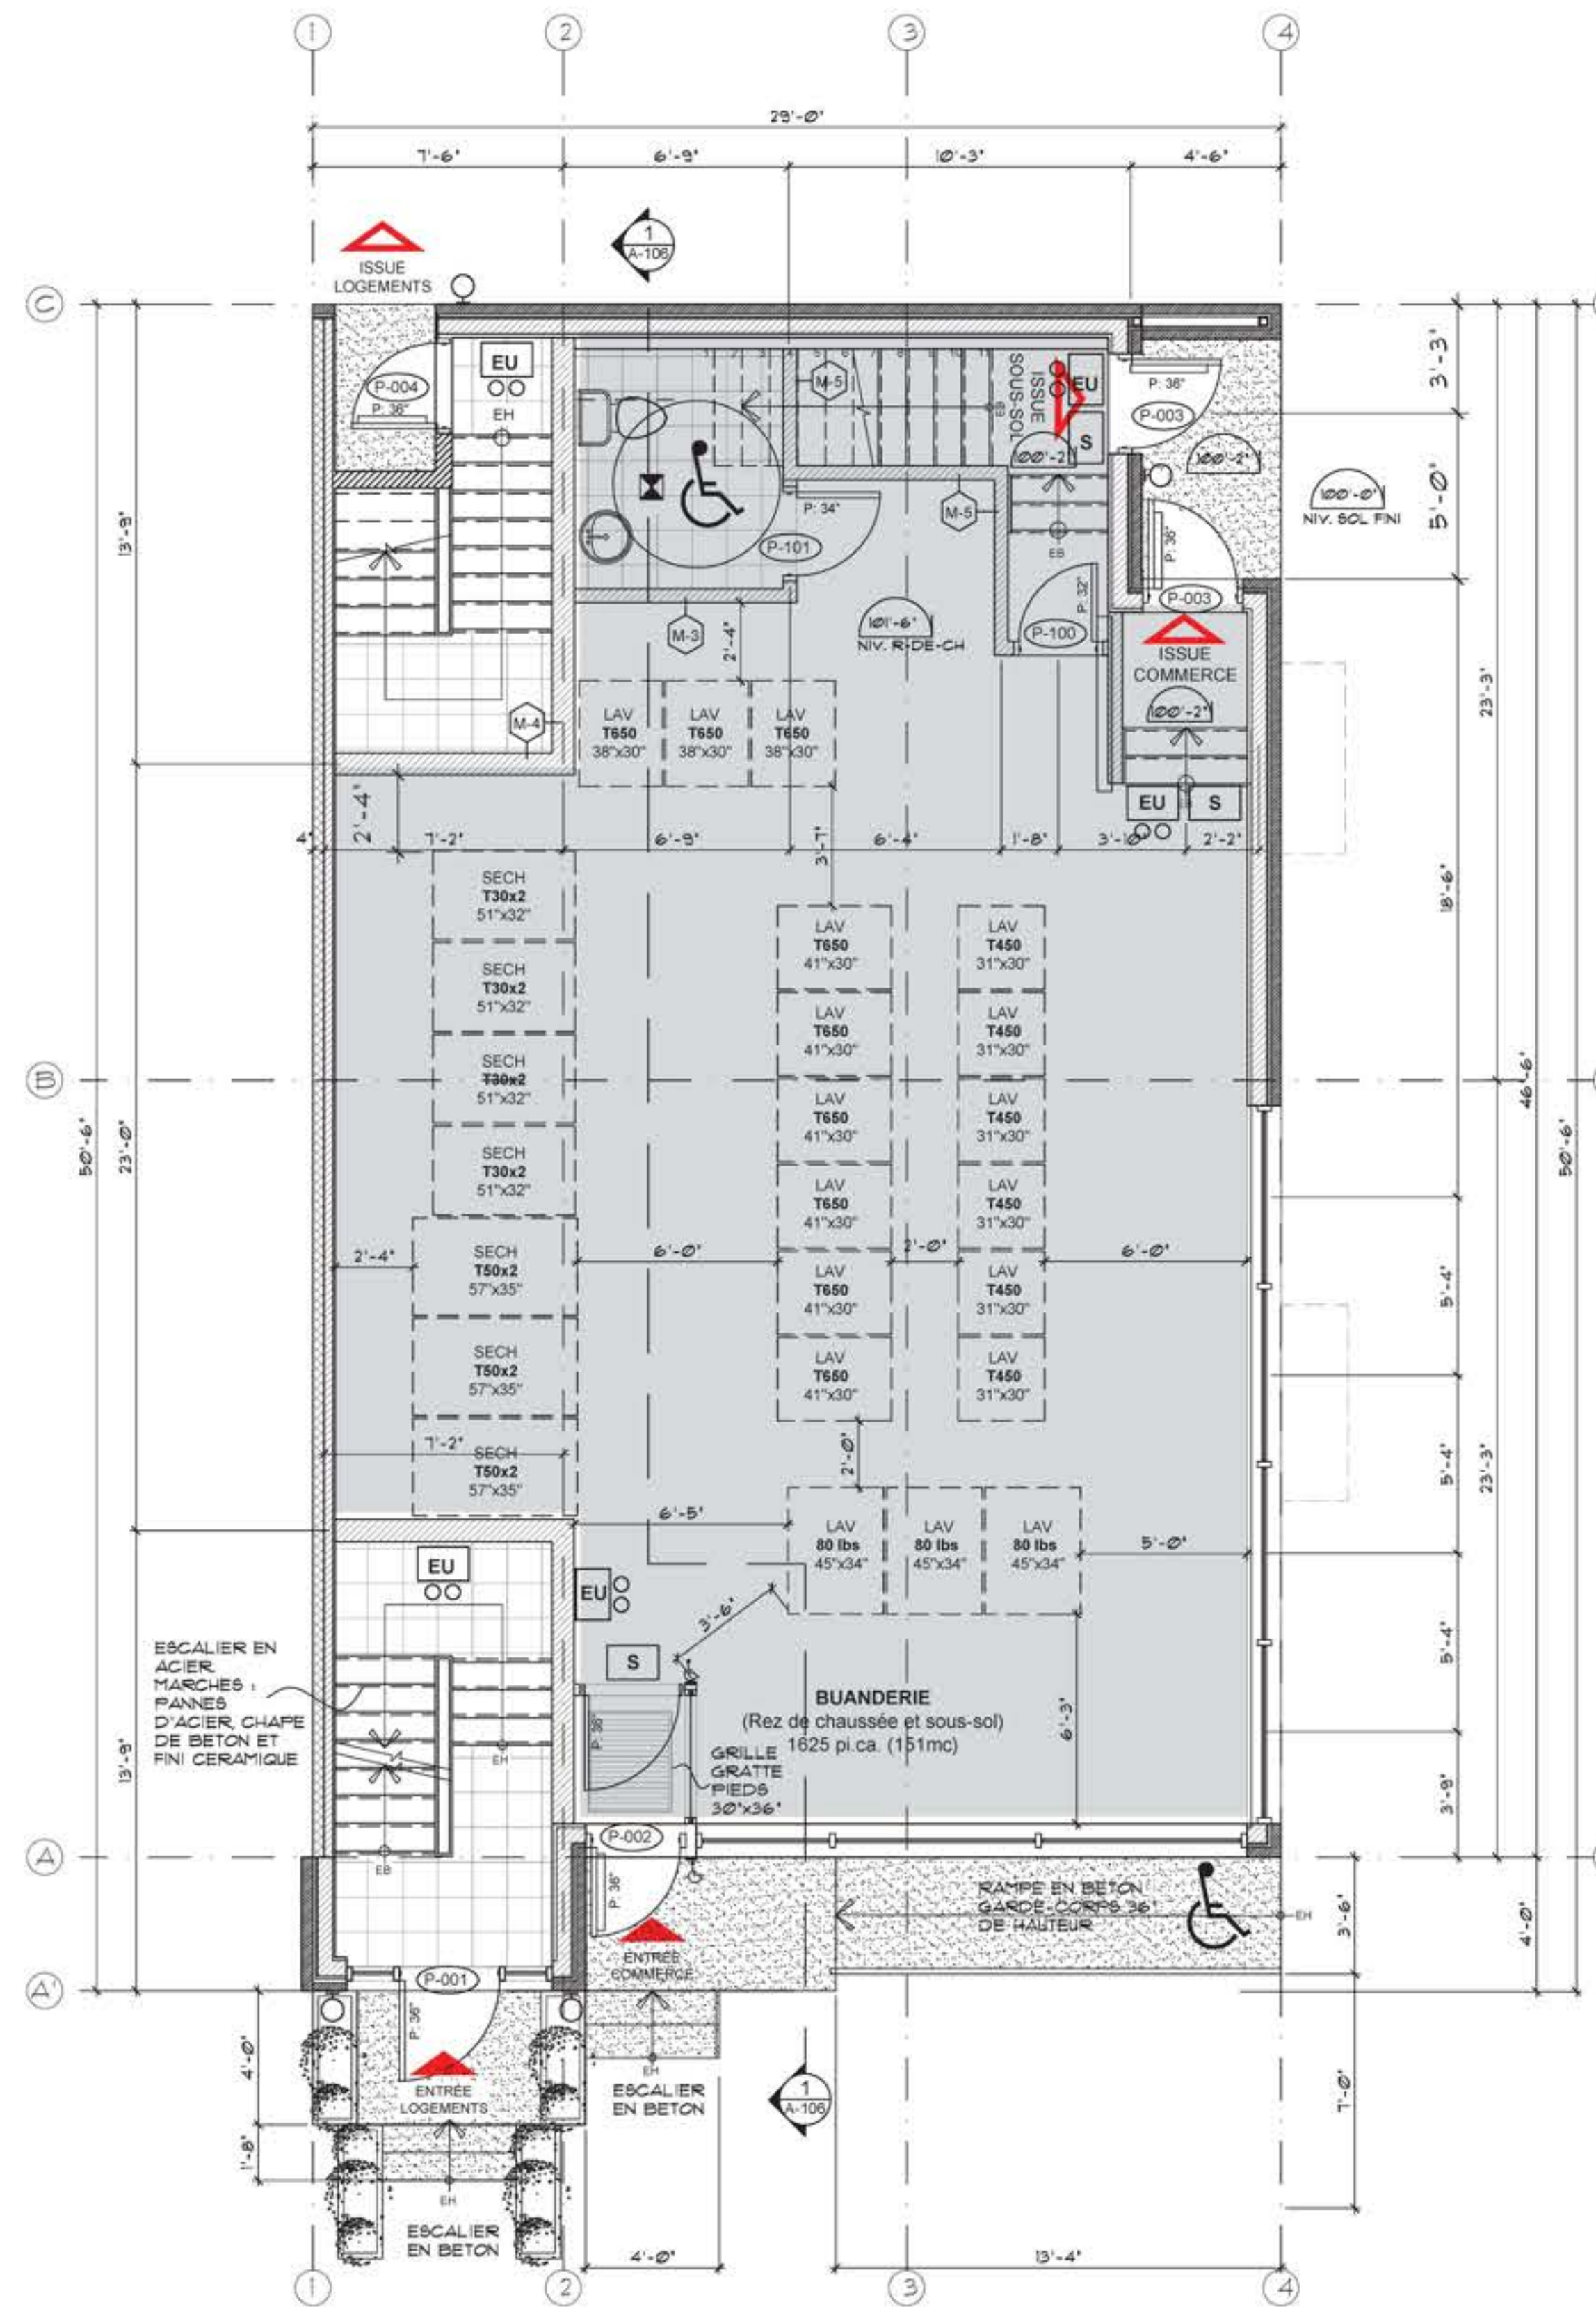 1
2
3
4
29'-0"
7'-6"
6'-9"
10'-3"
4'-6"
1
A-106
ISSUE
LOGEMENTS
C
P-004
P: 36"
EU
EH
1 2 3 4 5 6 8 10 11
M-5
EB
ISSUE
SOUS-SOL
EU
S
100'-2"
P: 36"
P-003
100'-2"
3'-3"
100'-0"
NIV. SOL FINI
5'-0"
P: 34"
P-101
M-5
EB
P: 36"
P-003
13'-9"
M-3
2'-4"
101'-6"
NIV. R-DE-CH
P: 32"
P-100
ISSUE
COMMERCE
100'-2"
23'-3"
M-4
LAV
T650
38"x30"
LAV
T650
38"x30"
LAV
T650
38"x30"
EU
S
2'-4"
4"
7'-2"
6'-9"
3'-7"
6'-4"
1'-8"
3'-10"
2'-2"
18'-6"
SECH
T30x2
51"x32"
SECH
T30x2
51"x32"
SECH
T30x2
51"x32"
SECH
T30x2
51"x32"
SECH
T50x2
57"x35"
SECH
T50x2
57"x35"
SECH
T50x2
57"x35"
LAV
T650
41"x30"
LAV
T650
41"x30"
LAV
T650
41"x30"
LAV
T650
41"x30"
LAV
T650
41"x30"
LAV
T650
41"x30"
LAV
T450
31"x30"
LAV
T450
31"x30"
LAV
T450
31"x30"
LAV
T450
31"x30"
LAV
T450
31"x30"
LAV
T450
31"x30"
B
50'-6"
23'-0"
46'-6"
50'-6"
2'-4"
6'-0"
2'-0"
6'-0"
5'-4"
7'-2"
2'-0"
5'-4"
23'-3"
6'-5"
LAV
80 lbs
45"x34"
LAV
80 lbs
45"x34"
LAV
80 lbs
45"x34"
5'-0"
EU
EU
3'-6"
S
5'-4"
ESCALIER EN
ACIER
MARCHES :
PANNES
D'ACIER, CHAPE
DE BETON ET
FINI CERAMIQUE
BUANDERIE
(Rez de chaussée et sous-sol)
1625 pi.ca. (151mc)
6'-3"
P: 36"
GRILLE
GRATTE
PIEDS
30"x36"
EH
13'-9"
3'-9"
P-002
A
EB
P: 36"
RAMPE EN BETON
GARDE-CORPS 36"
DE HAUTEUR
EH
3'-6"
4'-0"
ENTRÉE
COMMERCE
A'
P-001
P: 36"
4'-0"
ENTRÉE
LOGEMENTS
EH
ESCALIER
EN BETON
1
A-106
7'-0"
1'-8"
EH
ESCALIER
EN BETON
4'-0"
13'-4"
1
2
3
4